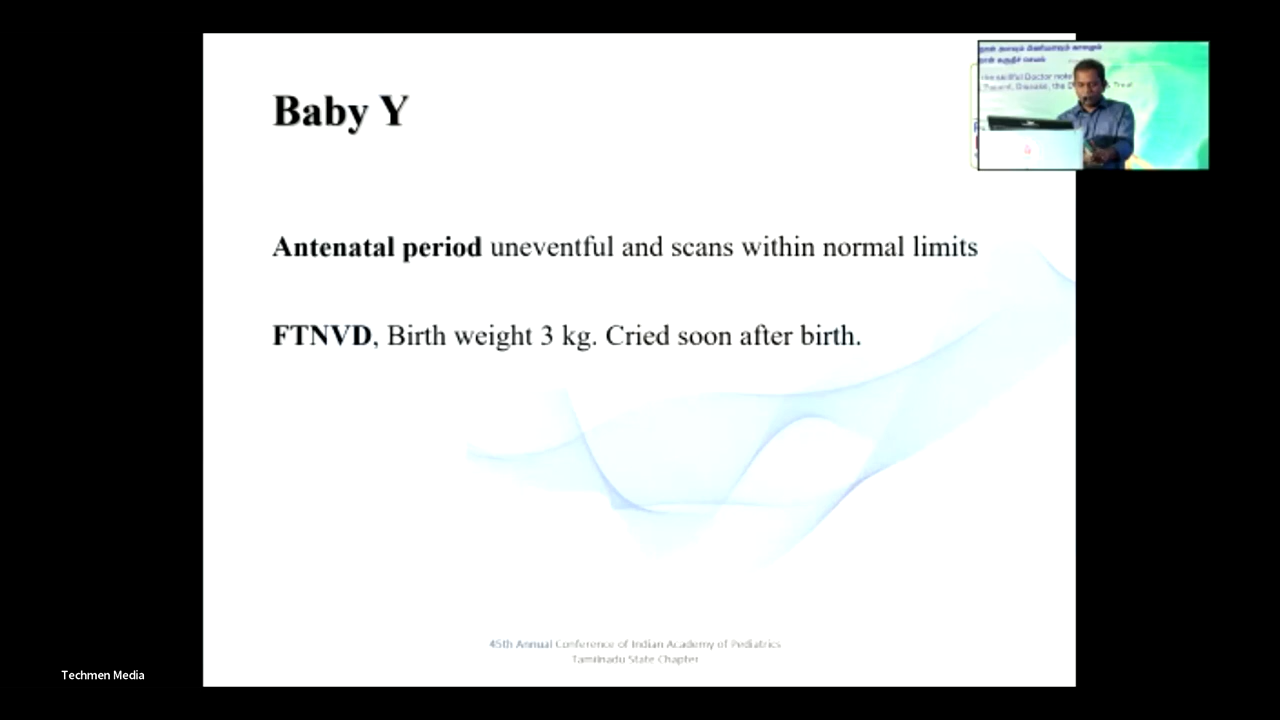 Baby Y
Antenatal period uneventful and scans within normal limits
FTNVD, Birth weight 3 kg. Cried soon after birth.
45th Annual Conference of Indian Academy of Pediatrics
Tamilnadu State Chapter
Techmen Media